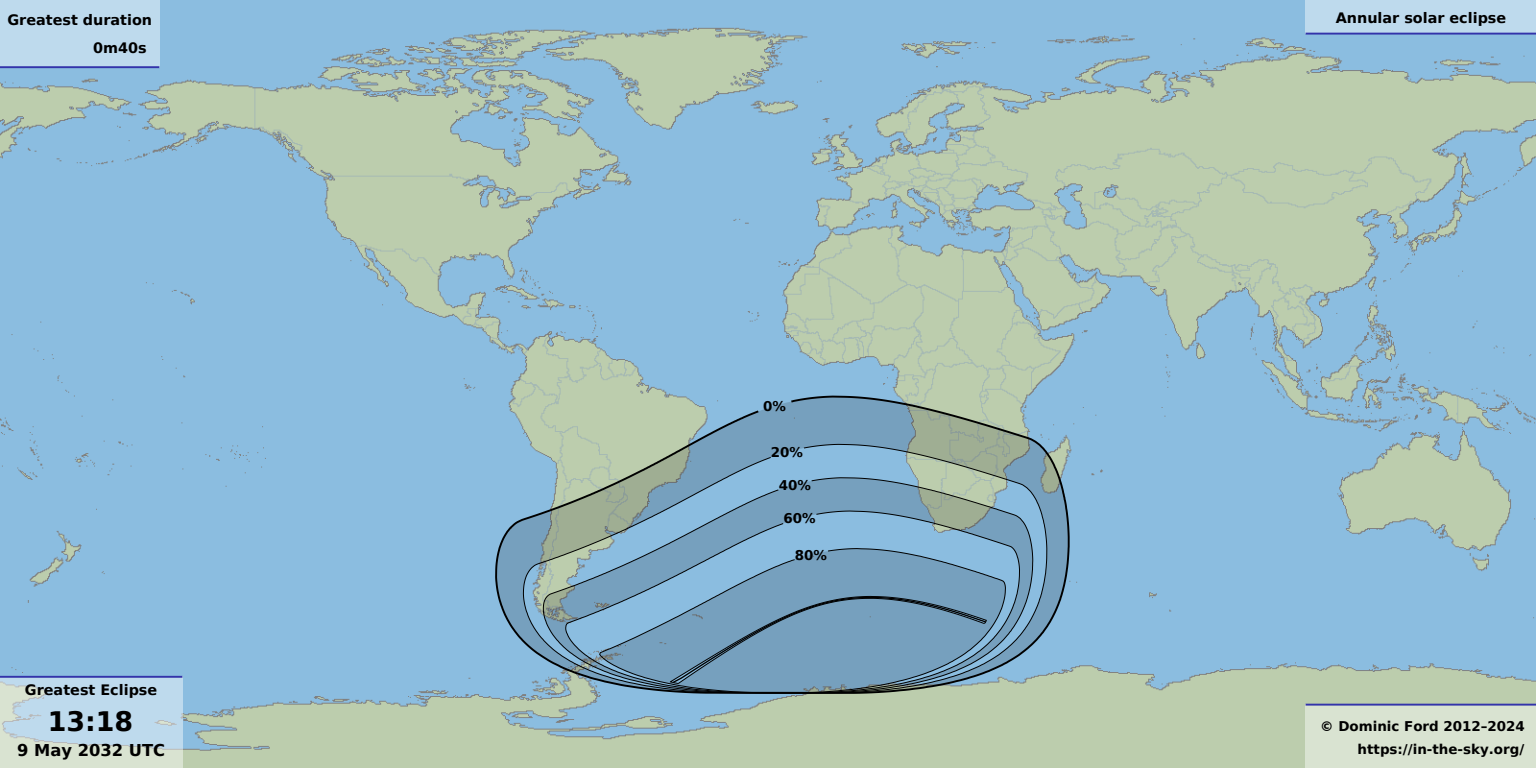 Greatest duration
0m40s
Annular solar eclipse
0%
20%
40%
60%
80%
Greatest Eclipse
13:18
9 May 2032 UTC
© Dominic Ford 2012–2024
https://in-the-sky.org/